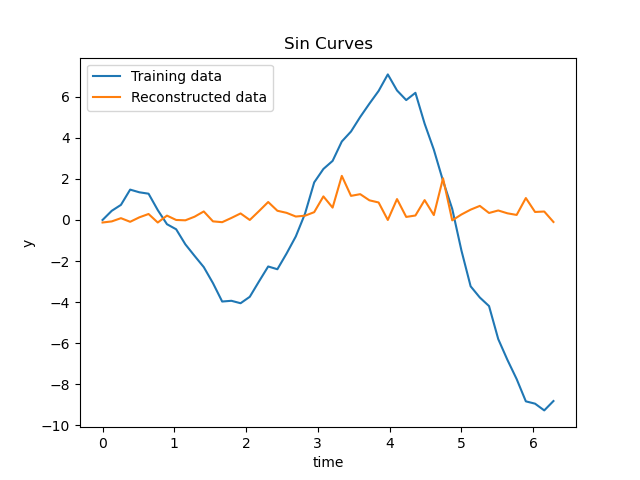 Sin Curves
Training data
Reconstructed data
6
4
2
0
−2
−4
−6
−8
−10
y
0 1 2 3 4 5 6
time